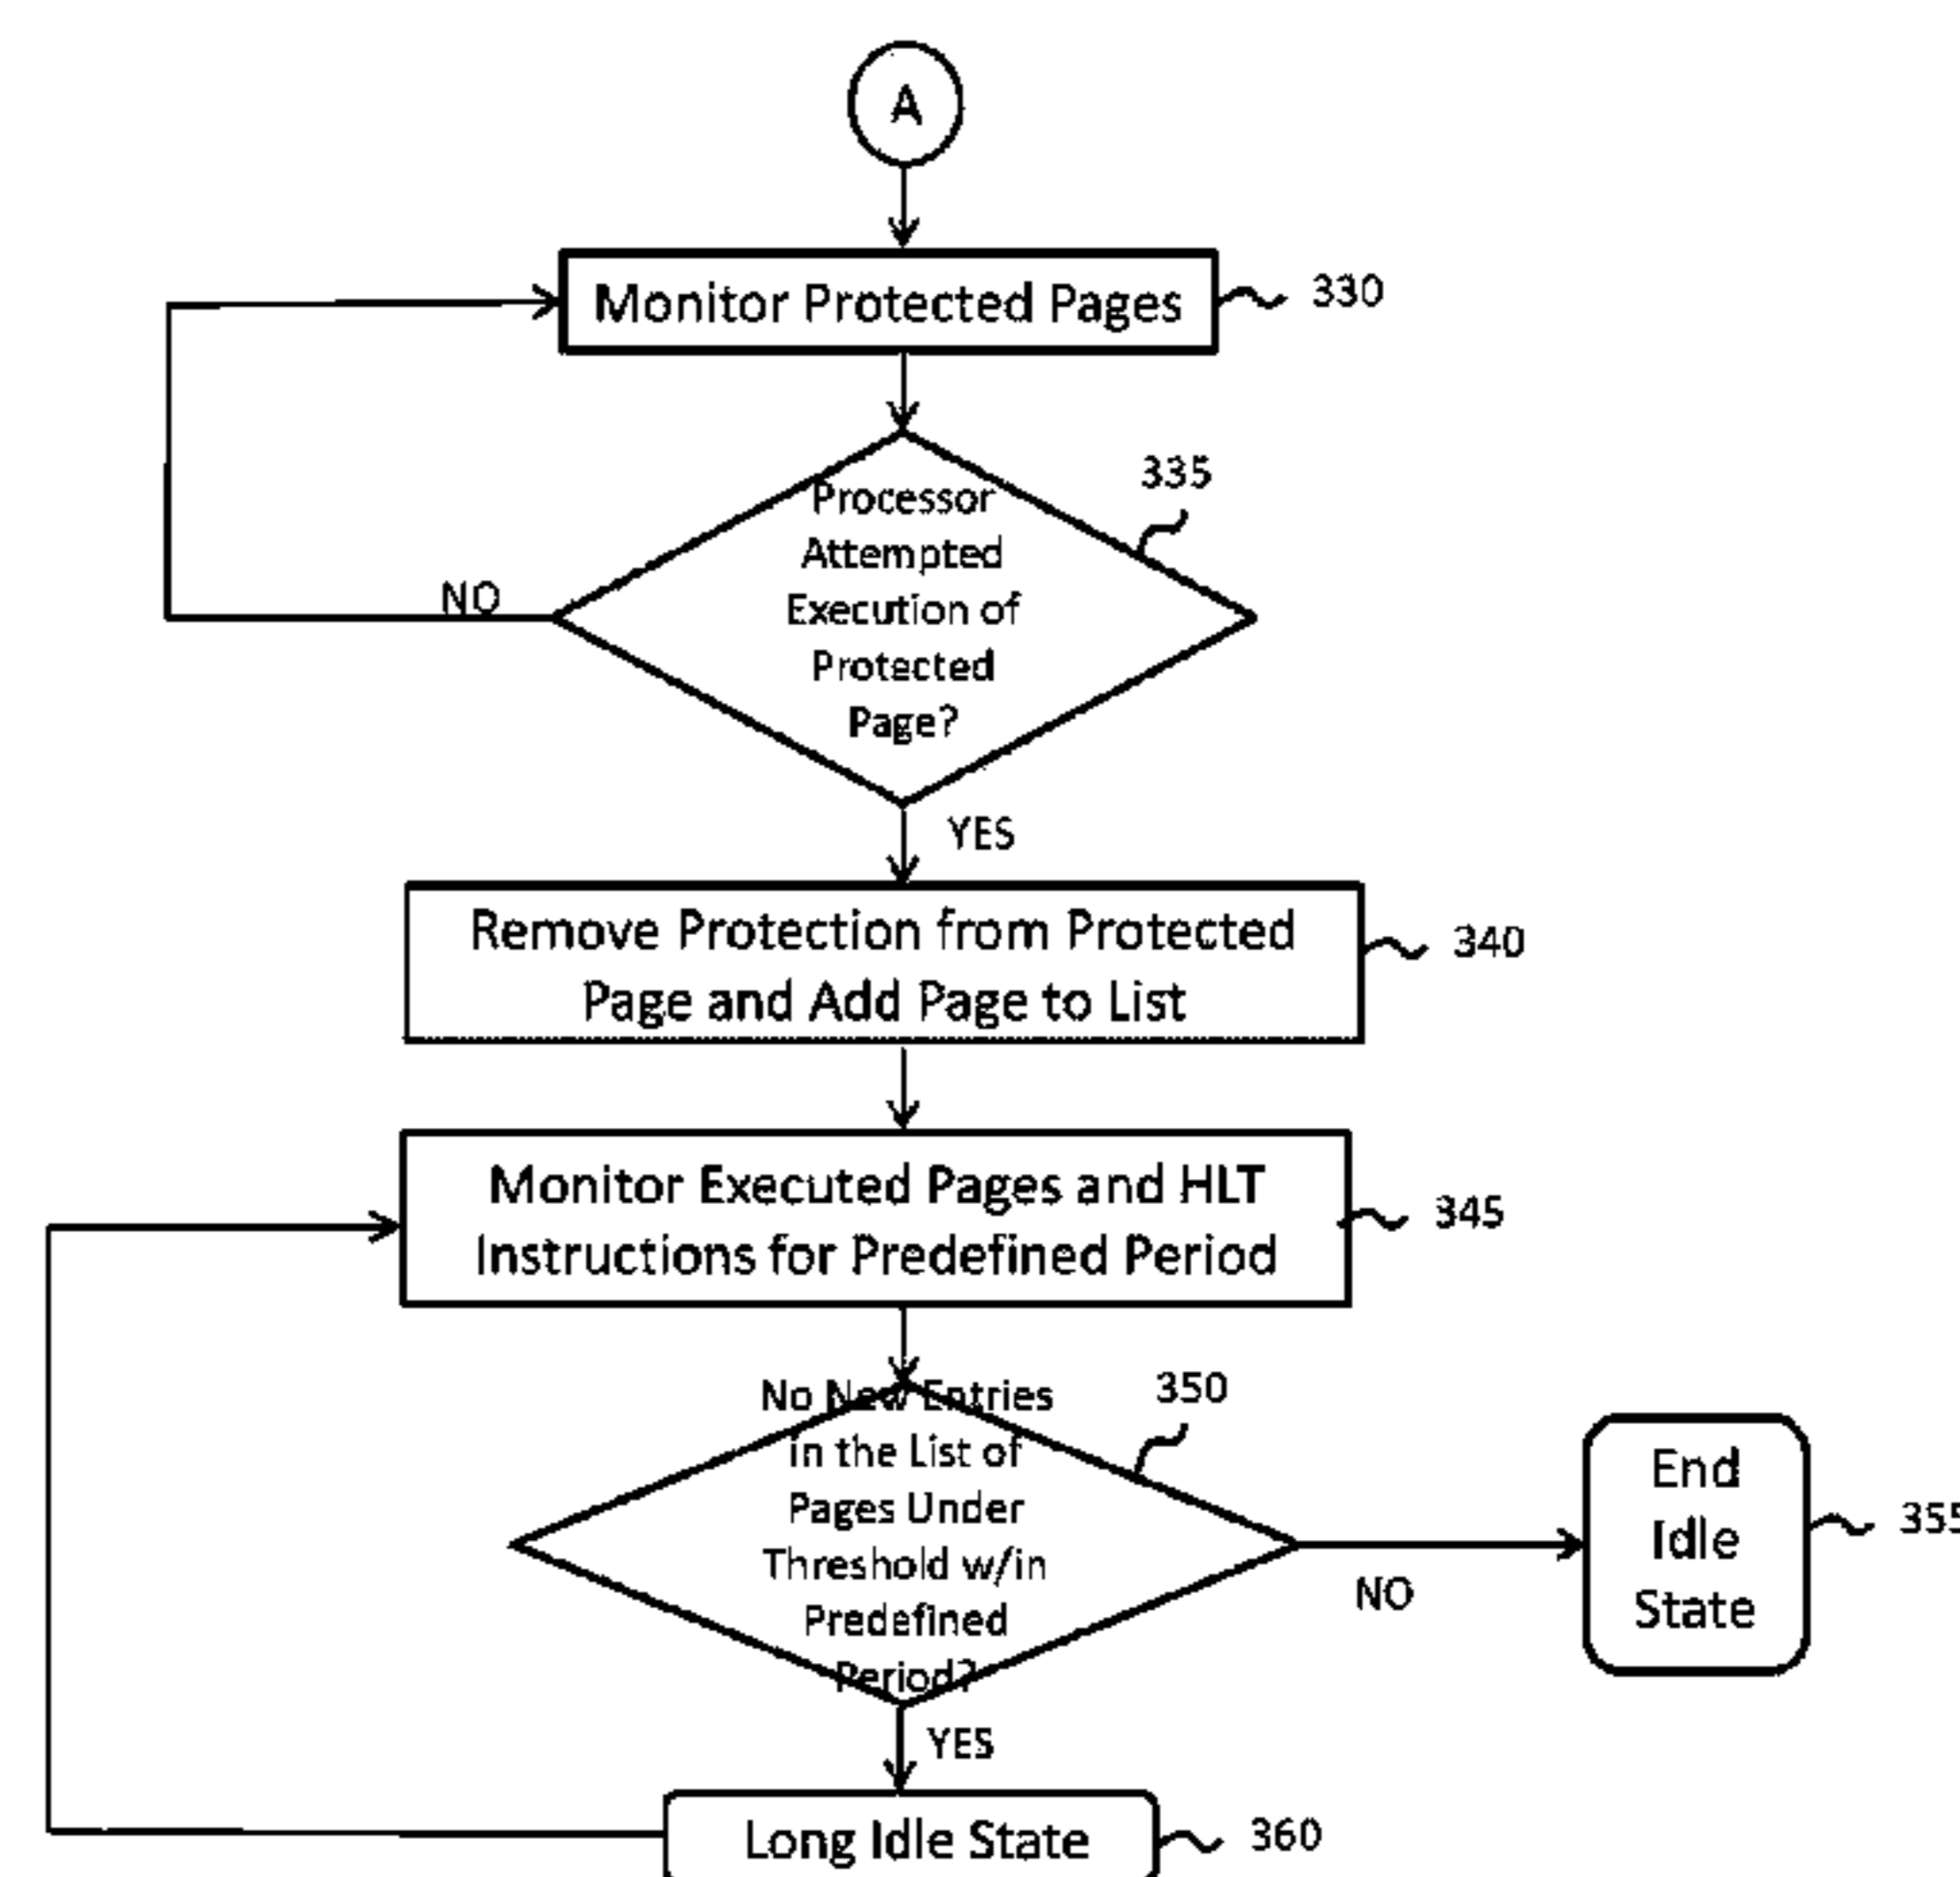 A
Monitor Protected Pages
330
335
Processor
Attempted
Execution of
Protected
Page?
NO
YES
Remove Protection from Protected
Page and Add Page to List
340
Monitor Executed Pages and HLT
Instructions for Predefined Period
345
350
No New Entries
in the List of
Pages Under
Threshold w/in
Predefined
Period?
NO
End
Idle
State
355
YES
Long Idle State
360